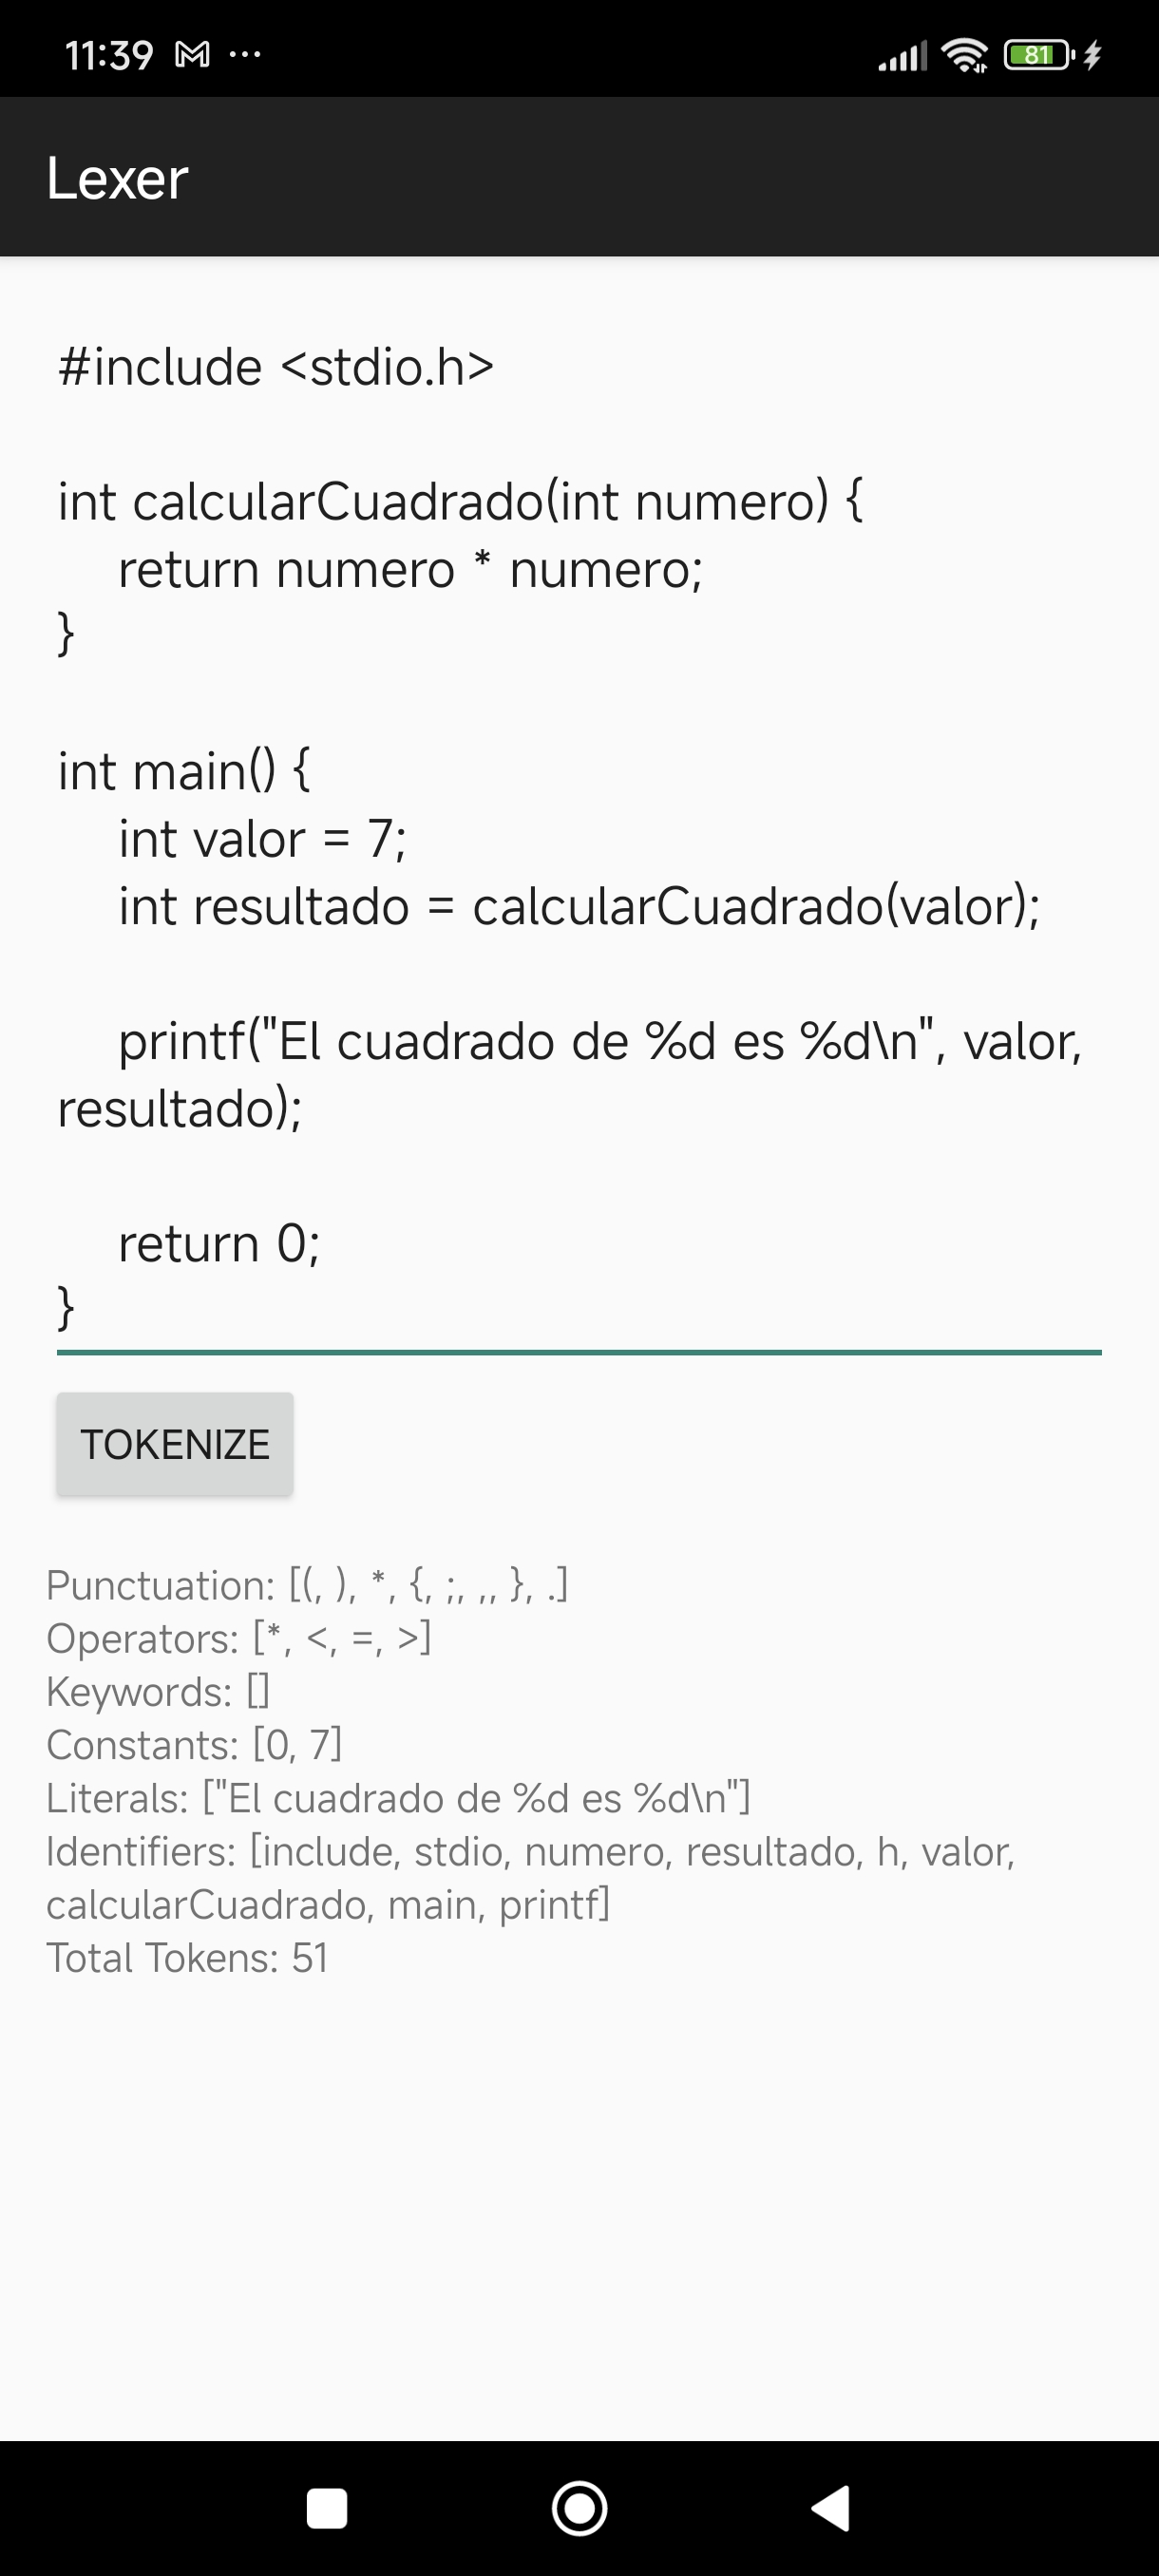 11:39
81
Lexer
#include <stdio.h>
int calcularCuadrado(int numero) {
return numero * numero;
}
int main() {
int valor = 7;
int resultado = calcularCuadrado(valor);
printf("El cuadrado de %d es %d\n", valor,
resultado);
return 0;
}
TOKENIZE
Punctuation: [(, ), *, {, ;, ,, }, .]
Operators: [*, <, =, >]
Keywords: []
Constants: [0, 7]
Literals: ["El cuadrado de %d es %d\n"]
Identifiers: [include, stdio, numero, resultado, h, valor,
calcularCuadrado, main, printf]
Total Tokens: 51